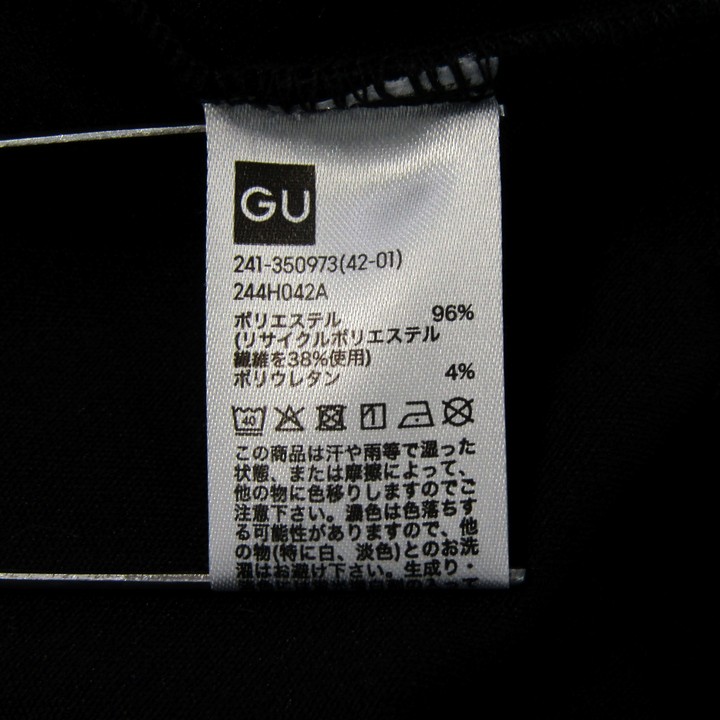 GU
241-350973(42-01)
244H042A
ポリエステル 96%
(リサイクルポリエステル
繊維を38%使用)
ポリウレタン 4%
40
この商品は汗や雨等で湿った
状態、または摩擦によって、
他の物に色移りしますのでご
注意下さい。濃色は色落ちす
る可能性がありますので、他
の物(特に白、淡色)とのお洗
濯はお避け下さい。生成り・